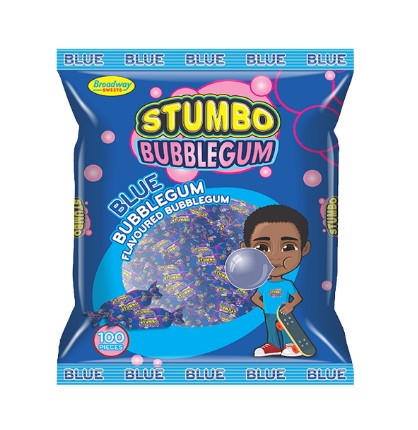 BLUE BLUE BLUE BLUE BLUE
Broadway
SWEETS
STUMBO
BUBBLEGUM
BLUE
BUBBLEGUM
FLAVOURED BUBBLEGUM
STUMBO
STUMBO
100
PIECES
BLUE BLUE BLUE BLUE BLUE